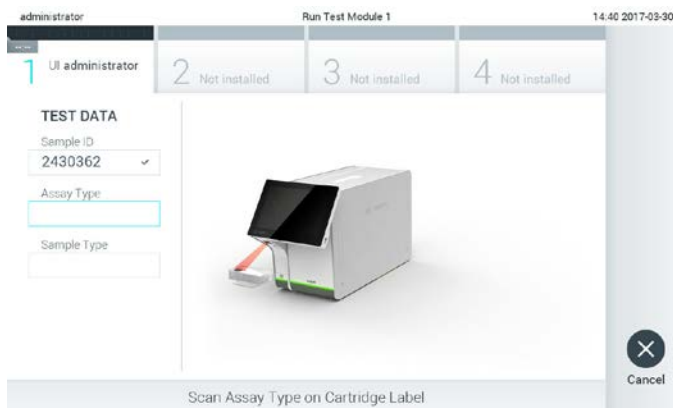 administrator Run Test Module 1 14:40 2017-03-30
1 UI administrator 2 Not installed 3 Not installed 4 Not installed
TEST DATA
Sample ID
2430362
Assay Type
Sample Type
Cancel
Scan Assay Type on Cartridge Label